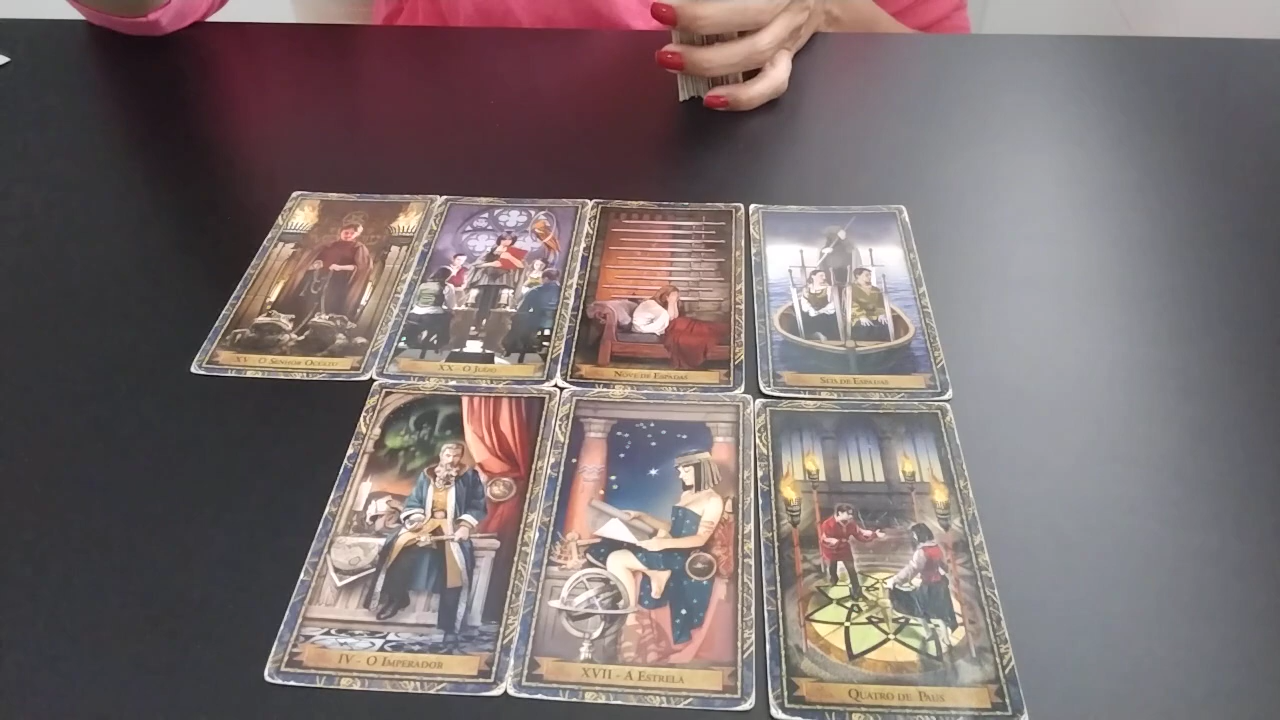 XV - O Senhor Oculto
XX - O Juízo
Nove de Espadas
Seis de Espadas
IV - O Imperador
XVII - A Estrela
Quatro de Paus